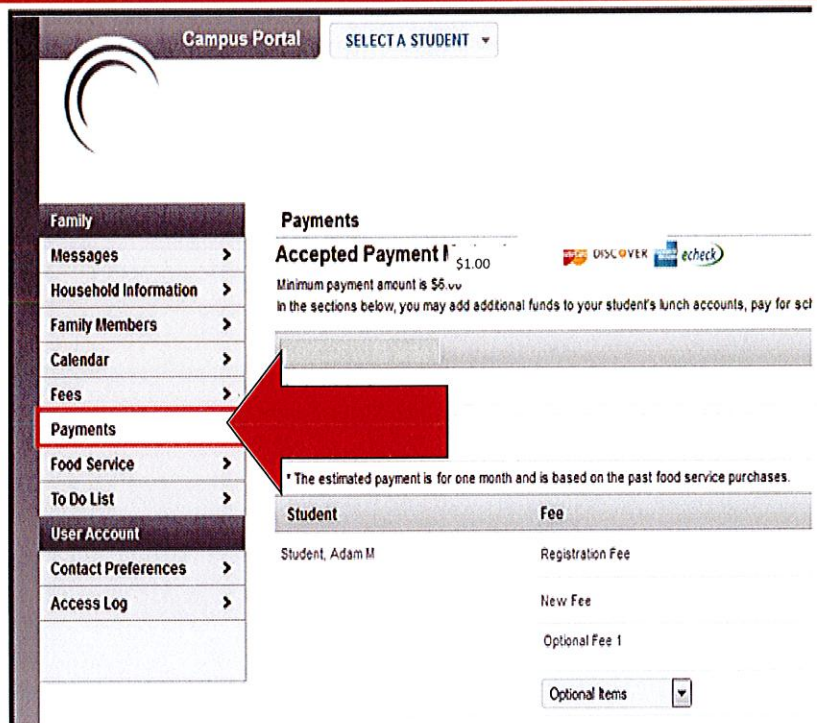 Campus Portal
SELECT A STUDENT
Family
Messages
Household Information
Family Members
Calendar
Fees
Payments
Food Service
To Do List
User Account
Contact Preferences
Access Log
Payments
Accepted Payment
$1.00
DISCOVER echeck
Minimum payment amount is
In the sections below, you may add additional funds to your student's lunch accounts, pay for
* The estimated payment is for one month and is based on the past food service purchases.
Student Fee
Student, Adam M Registration Fee
New Fee
Optional Fee 1
Optional Items